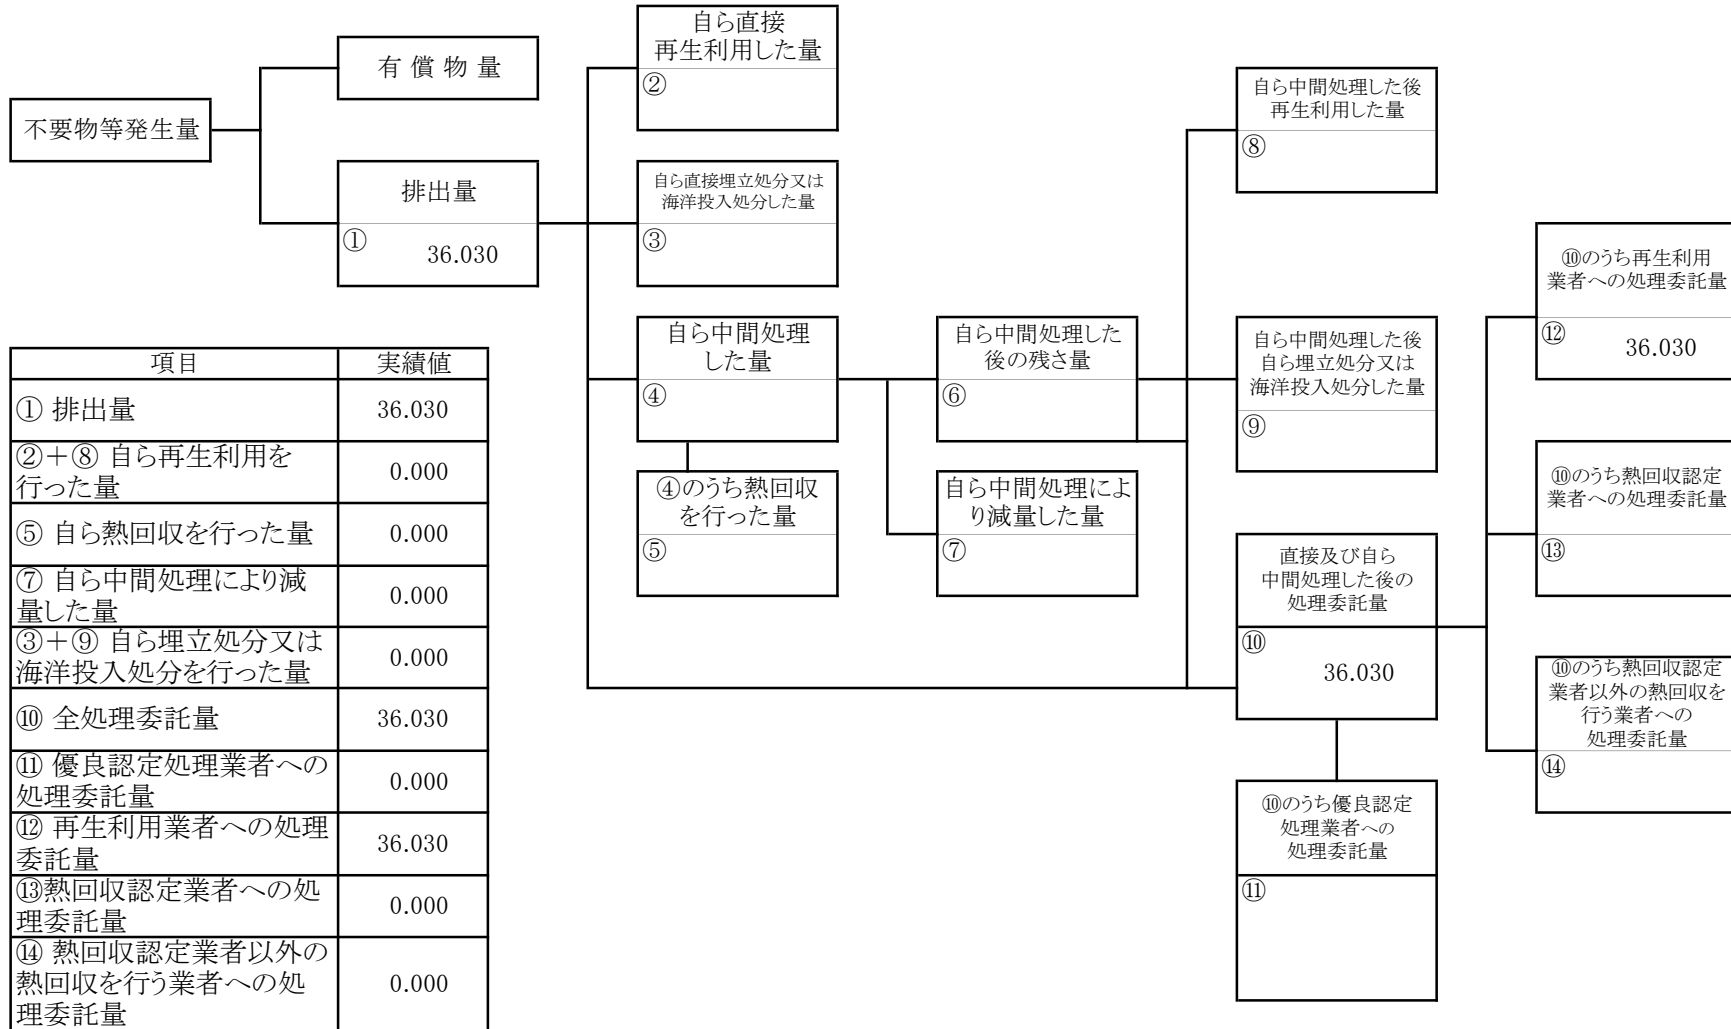 不要物等発生量
有 償 物 量
排出量
①
36.030
自ら直接
再生利用した量
②
自ら直接埋立処分又は
海洋投入処分した量
③
自ら中間処理
した量
④
④のうち熱回収
を行った量
⑤
自ら中間処理した
後の残さ量
⑥
自ら中間処理によ
り減量した量
⑦
自ら中間処理した後
再生利用した量
⑧
自ら中間処理した後
自ら埋立処分又は
海洋投入処分した量
⑨
直接及び自ら
中間処理した後の
処理委託量
⑩
36.030
⑩のうち優良認定
処理業者への
処理委託量
⑪
⑩のうち再生利用
業者への処理委託量
⑫
36.030
⑩のうち熱回収認定
業者への処理委託量
⑬
⑩のうち熱回収認定
業者以外の熱回収を
行う業者への
処理委託量
⑭
項目 実績値
① 排出量 36.030
②＋⑧ 自ら再生利用を
行った量 0.000
⑤ 自ら熱回収を行った量 0.000
⑦ 自ら中間処理により減
量した量 0.000
③＋⑨ 自ら埋立処分又は
海洋投入処分を行った量 0.000
⑩ 全処理委託量 36.030
⑪ 優良認定処理業者への
処理委託量 0.000
⑫ 再生利用業者への処理
委託量 36.030
⑬熱回収認定業者への処
理委託量 0.000
⑭ 熱回収認定業者以外の
熱回収を行う業者への処
理委託量 0.000